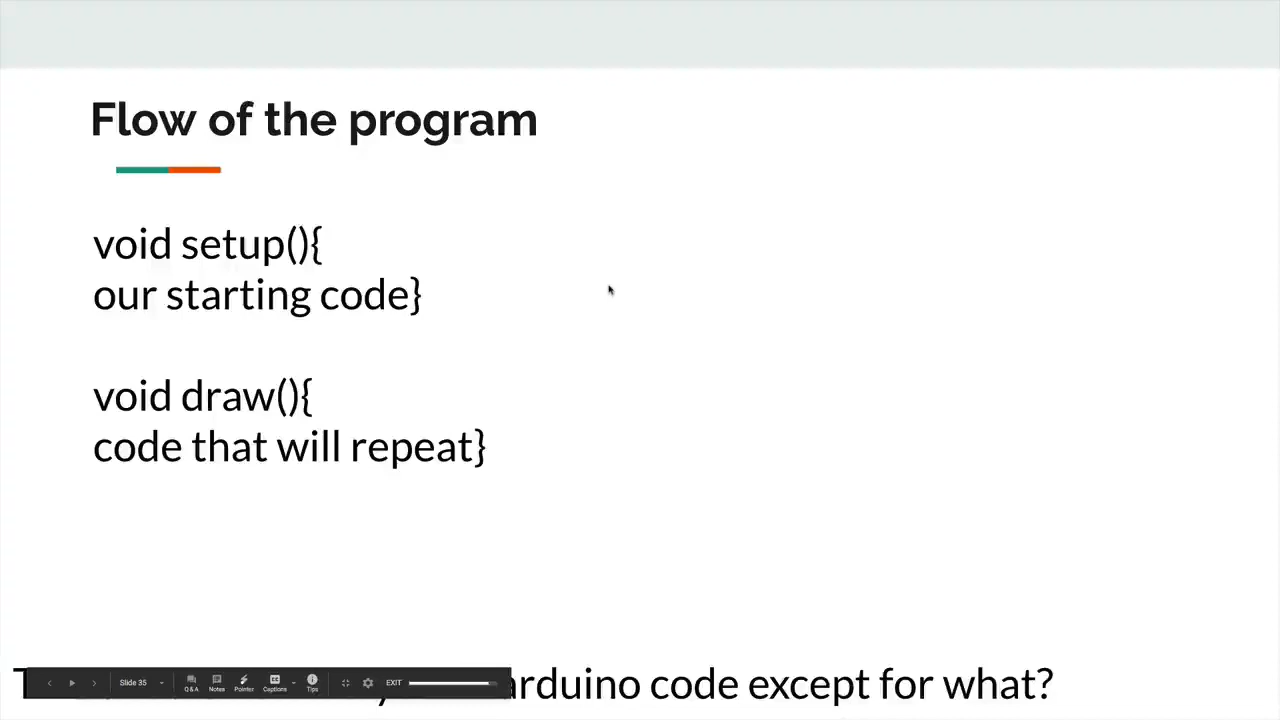 Flow of the program
void setup(){
our starting code}
void draw(){
code that will repeat}
arduino code except for what?
Slide 35
Q&A
Notes
Pointer
Captions
Tips
EXIT